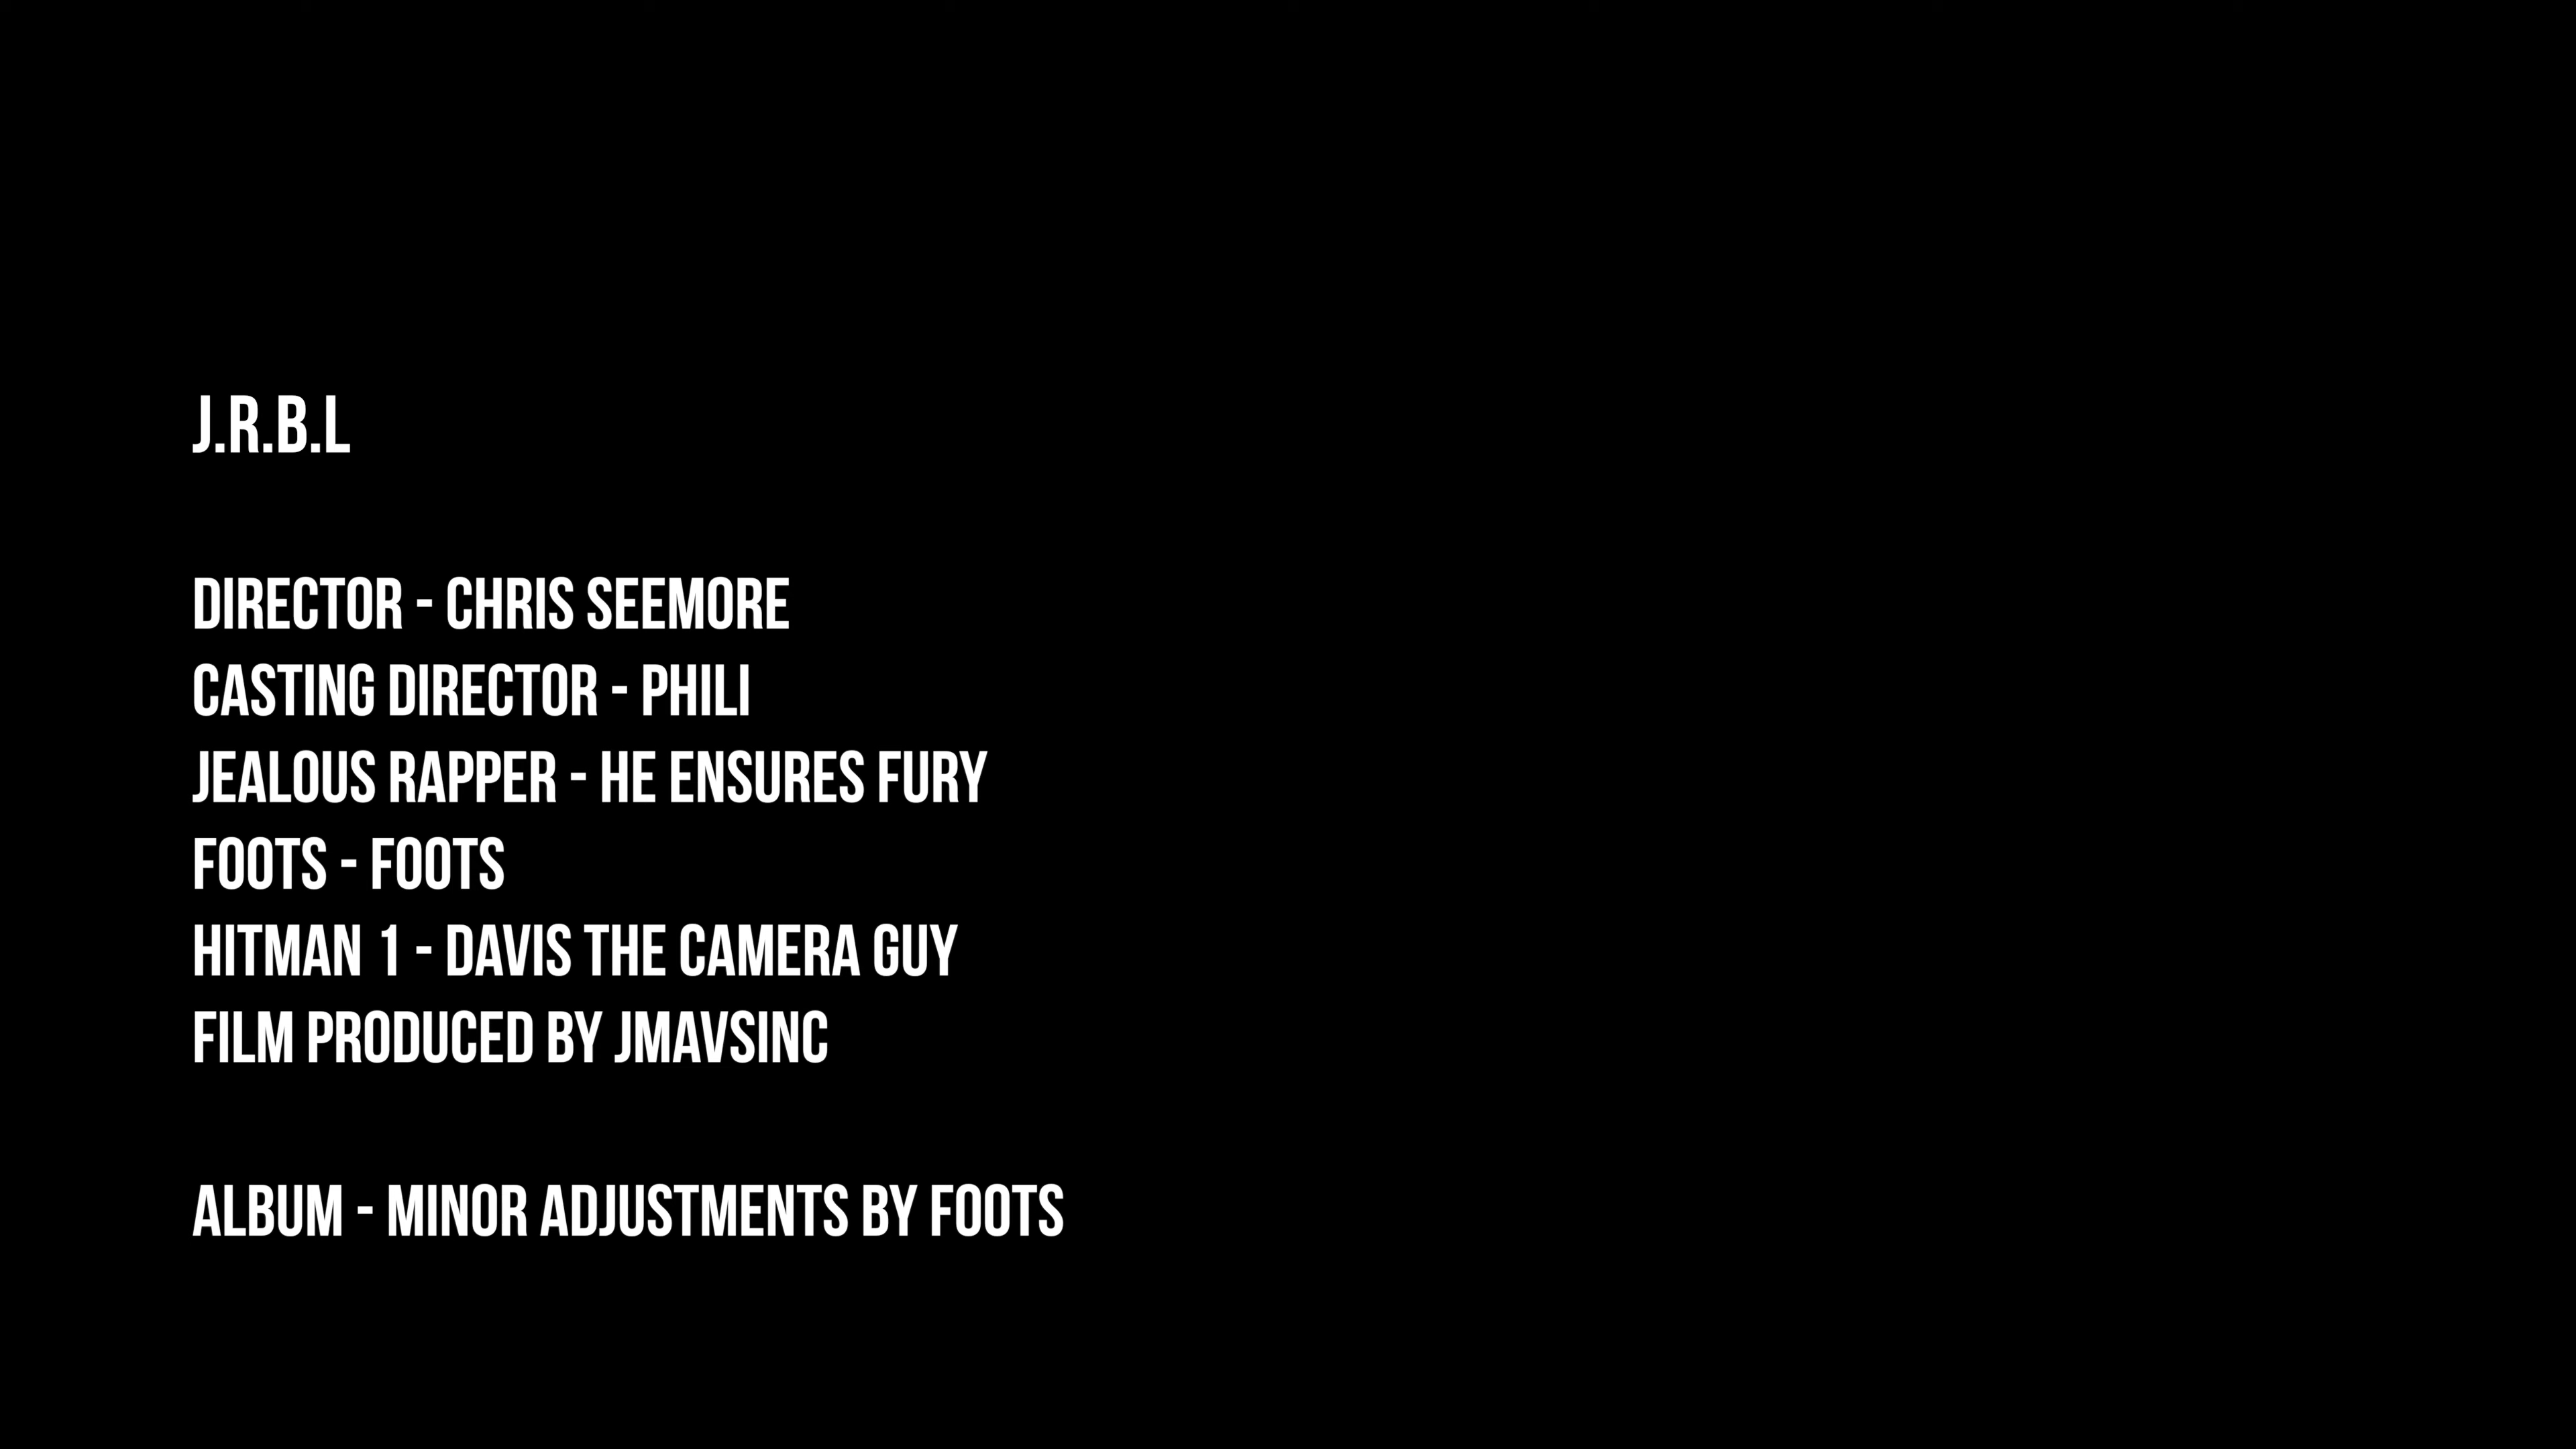 J.R.B.L
DIRECTOR - CHRIS SEEMORE
CASTING DIRECTOR - PHILI
JEALOUS RAPPER - HE ENSURES FURY
FOOTS - FOOTS
HITMAN 1 - DAVIS THE CAMERA GUY
FILM PRODUCED BY JMAVSINC
ALBUM - MINOR ADJUSTMENTS BY FOOTS